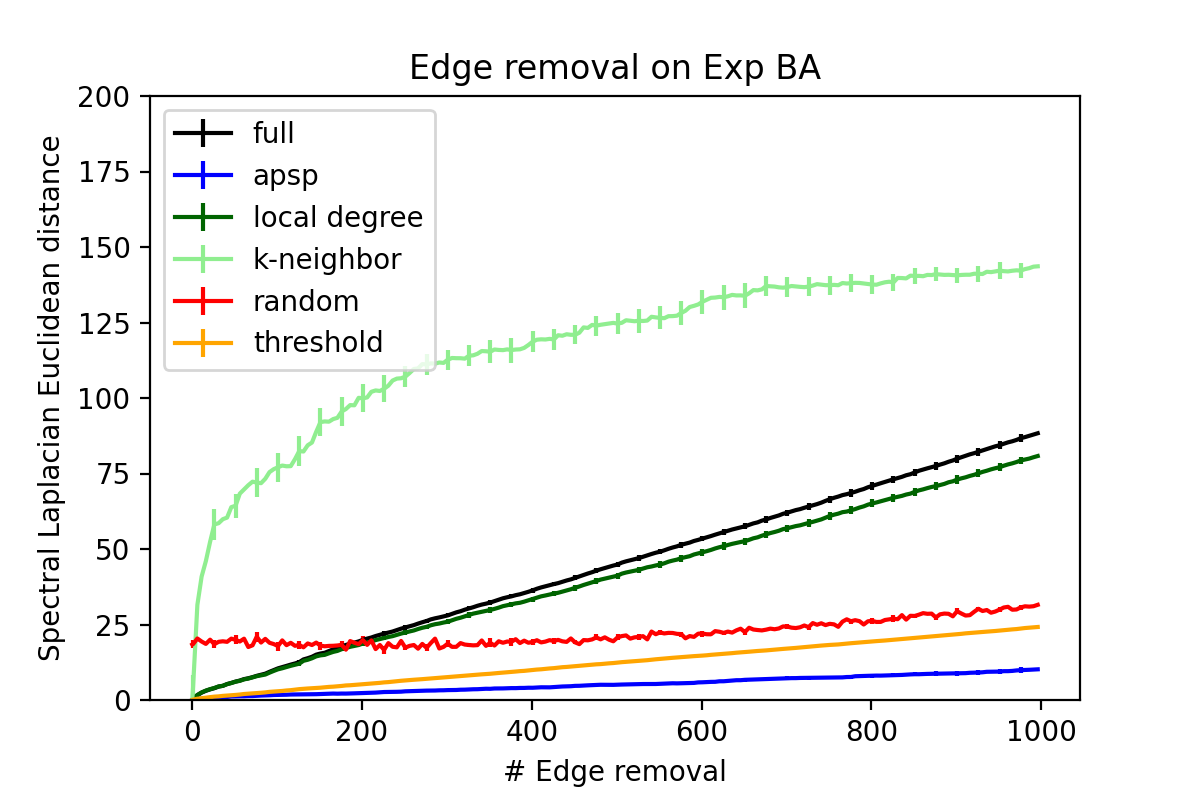 Edge removal on Exp BA
Spectral Laplacian Euclidean distance
200
175
150
125
100
75
50
25
0
full
apsp
local degree
k-neighbor
random
threshold
0 200 400 600 800 1000
# Edge removal